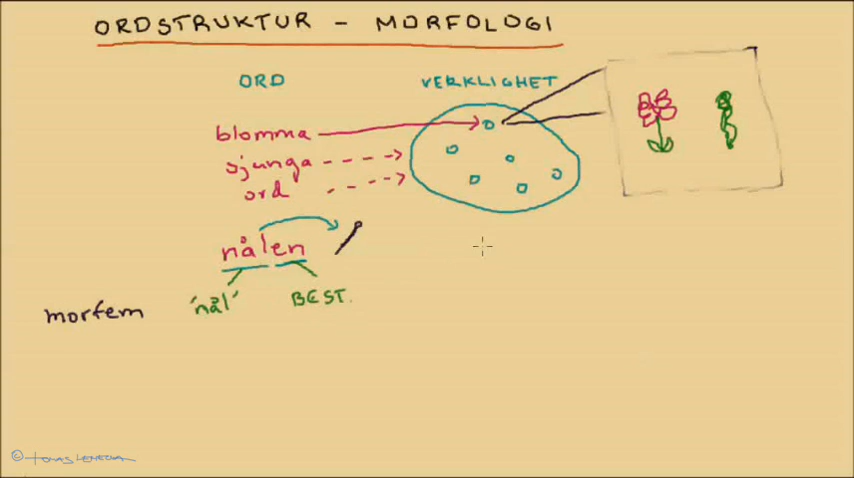 ORDSTRUKTUR - MORFOLOGI
ORD VERKLIGHET
blomma
sjunga
ord
nålen
morfem 'nål' BEST.